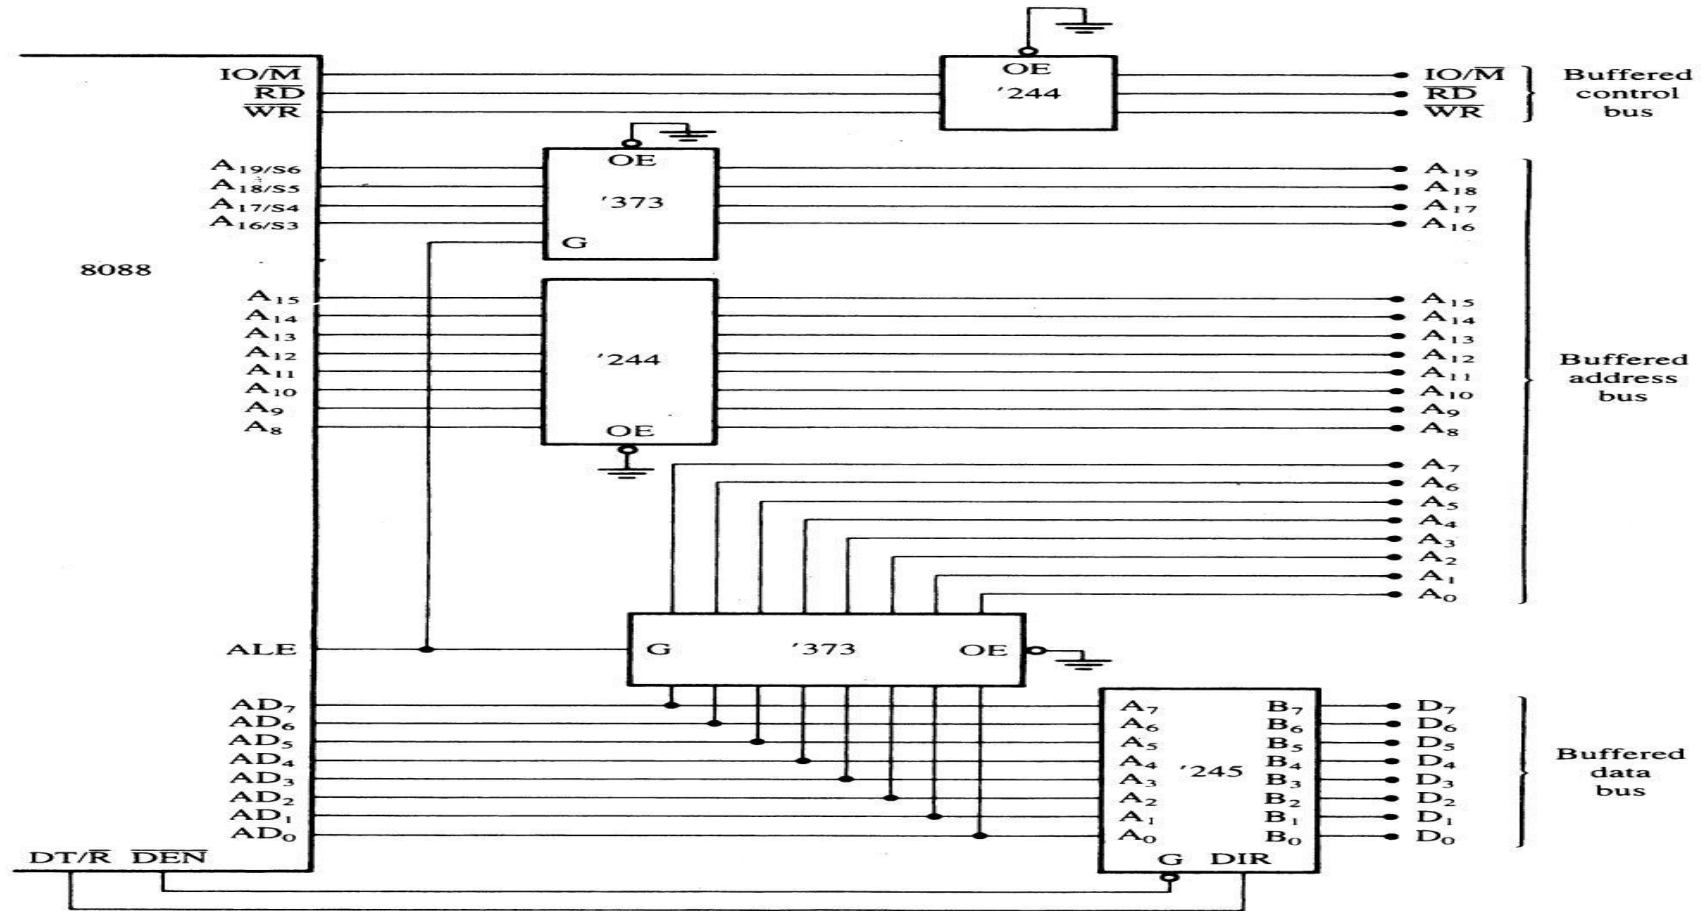 OE
'244
IO/M̅
R̅D̅
W̅R̅
IO/M̅
R̅D̅
W̅R̅
Buffered
control
bus
OE
'373
G
A19/S6
A18/S5
A17/S4
A16/S3
A19
A18
A17
A16
8088
A15
A14
A13
A12
A11
A10
A9
A8
'244
OE
A15
A14
A13
A12
A11
A10
A9
A8
Buffered
address
bus
A7
A6
A5
A4
A3
A2
A1
A0
ALE
G '373 OE
AD7
AD6
AD5
AD4
AD3
AD2
AD1
AD0
A7 B7
A6 B6
A5 B5
A4 B4
A3 B3
A2 B2
A1 B1
A0 B0
'245
G DIR
D7
D6
D5
D4
D3
D2
D1
D0
Buffered
data
bus
DT/R̅ D̅E̅N̅